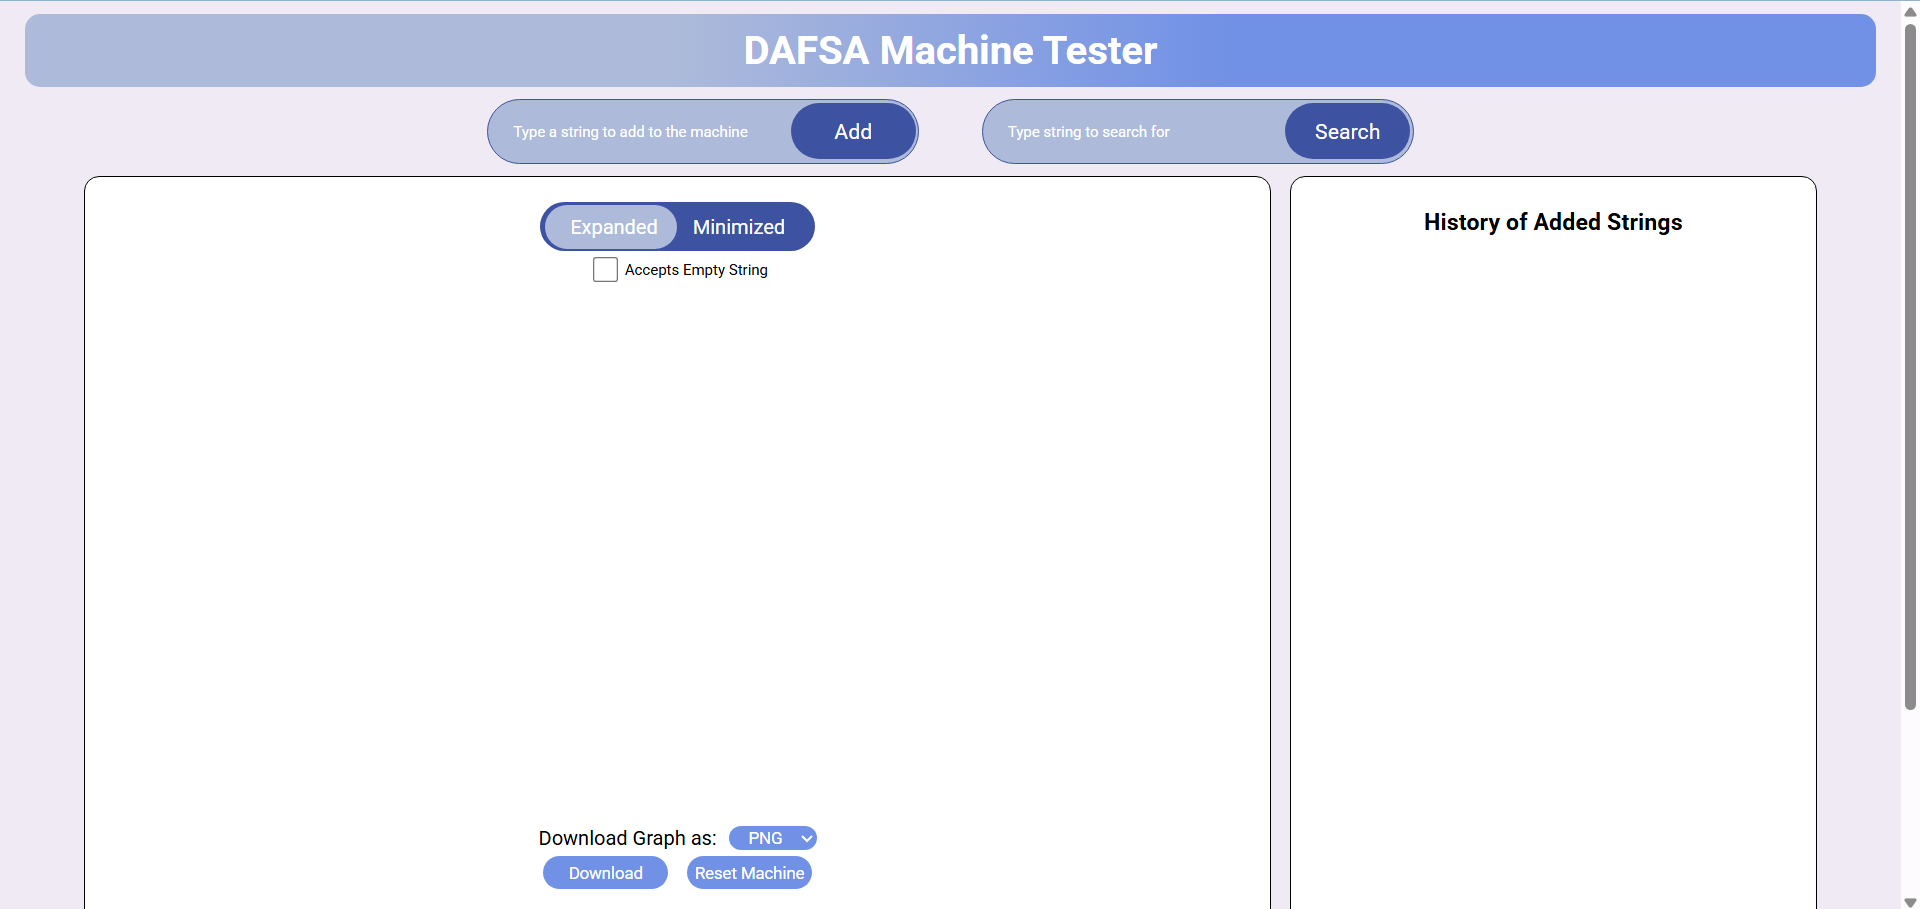 DAFSA Machine Tester
Type a string to add to the machine
Add
Type string to search for
Search
Expanded
Minimized
Accepts Empty String
History of Added Strings
Download Graph as:
PNG
Download
Reset Machine